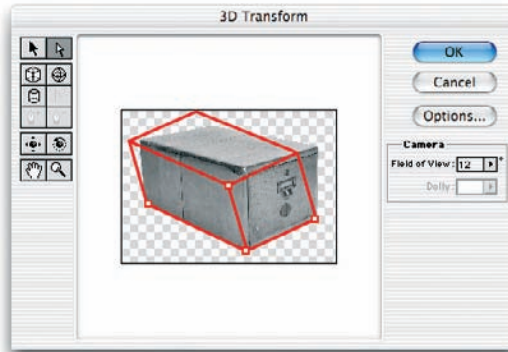 3D Transform
OK
Cancel
Options...
Camera
Field of View: 12 °
Dolly: